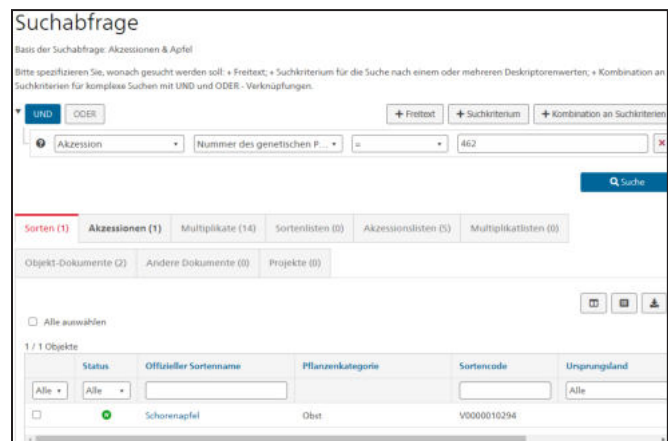 Suchabfrage
Basis der Suchabfrage: Akzessionen & Apfel
Bitte spezifizieren Sie, wonach gesucht werden soll: + Freitext; + Suchkriterium für die Suche nach einem oder mehreren Deskriptorenwerten; + Kombination an
Suchkriterien für komplexe Suchen mit UND und ODER - Verknüpfungen.
UND ODER + Freitext + Suchkriterium + Kombination an Suchkriterien
Akzession Nummer des genetischen P... = 462
Suche
Sorten (1) Akzessionen (1) Multiplikate (14) Sortenlisten (0) Akzessionslisten (5) Multiplikatlisten (0)
Objekt-Dokumente (2) Andere Dokumente (0) Projekte (0)
Alle auswählen
1 / 1 Objekte
Status Offizieller Sortenname Pflanzenkategorie Sortencode Ursprungsland
Alle Alle Alle
Schorenapfel Obst V0000010294